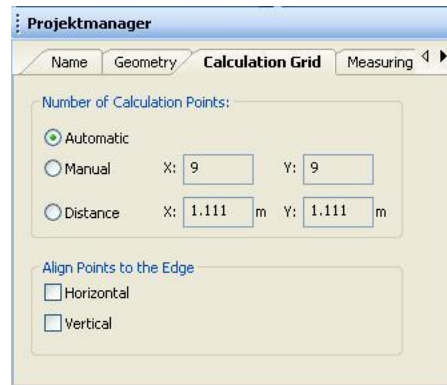 Projektmanager
Name Geometry Calculation Grid Measuring
Number of Calculation Points:
Automatic
Manual X: 9 Y: 9
Distance X: 1.111 m Y: 1.111 m
Align Points to the Edge
Horizontal
Vertical